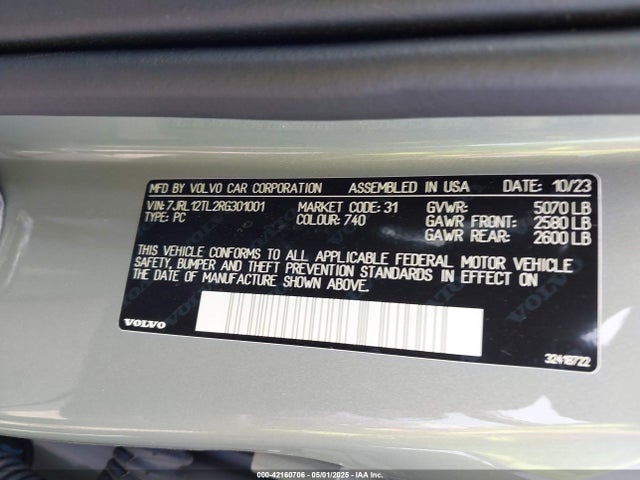 MFD BY VOLVO CAR CORPORATION ASSEMBLED IN USA DATE: 10/23
VIN: 7JRL12TL2RG301001 MARKET CODE: 31 GVWR: 5070 LB
TYPE: PC COLOUR: 740 GAWR FRONT: 2580 LB
GAWR REAR: 2600 LB
THIS VEHICLE CONFORMS TO ALL APPLICABLE FEDERAL MOTOR VEHICLE
SAFETY, BUMPER AND THEFT PREVENTION STANDARDS IN EFFECT ON
THE DATE OF MANUFACTURE SHOWN ABOVE.
VOLVO
32418722
000-42160706 - 05/01/2025 - IAA Inc.